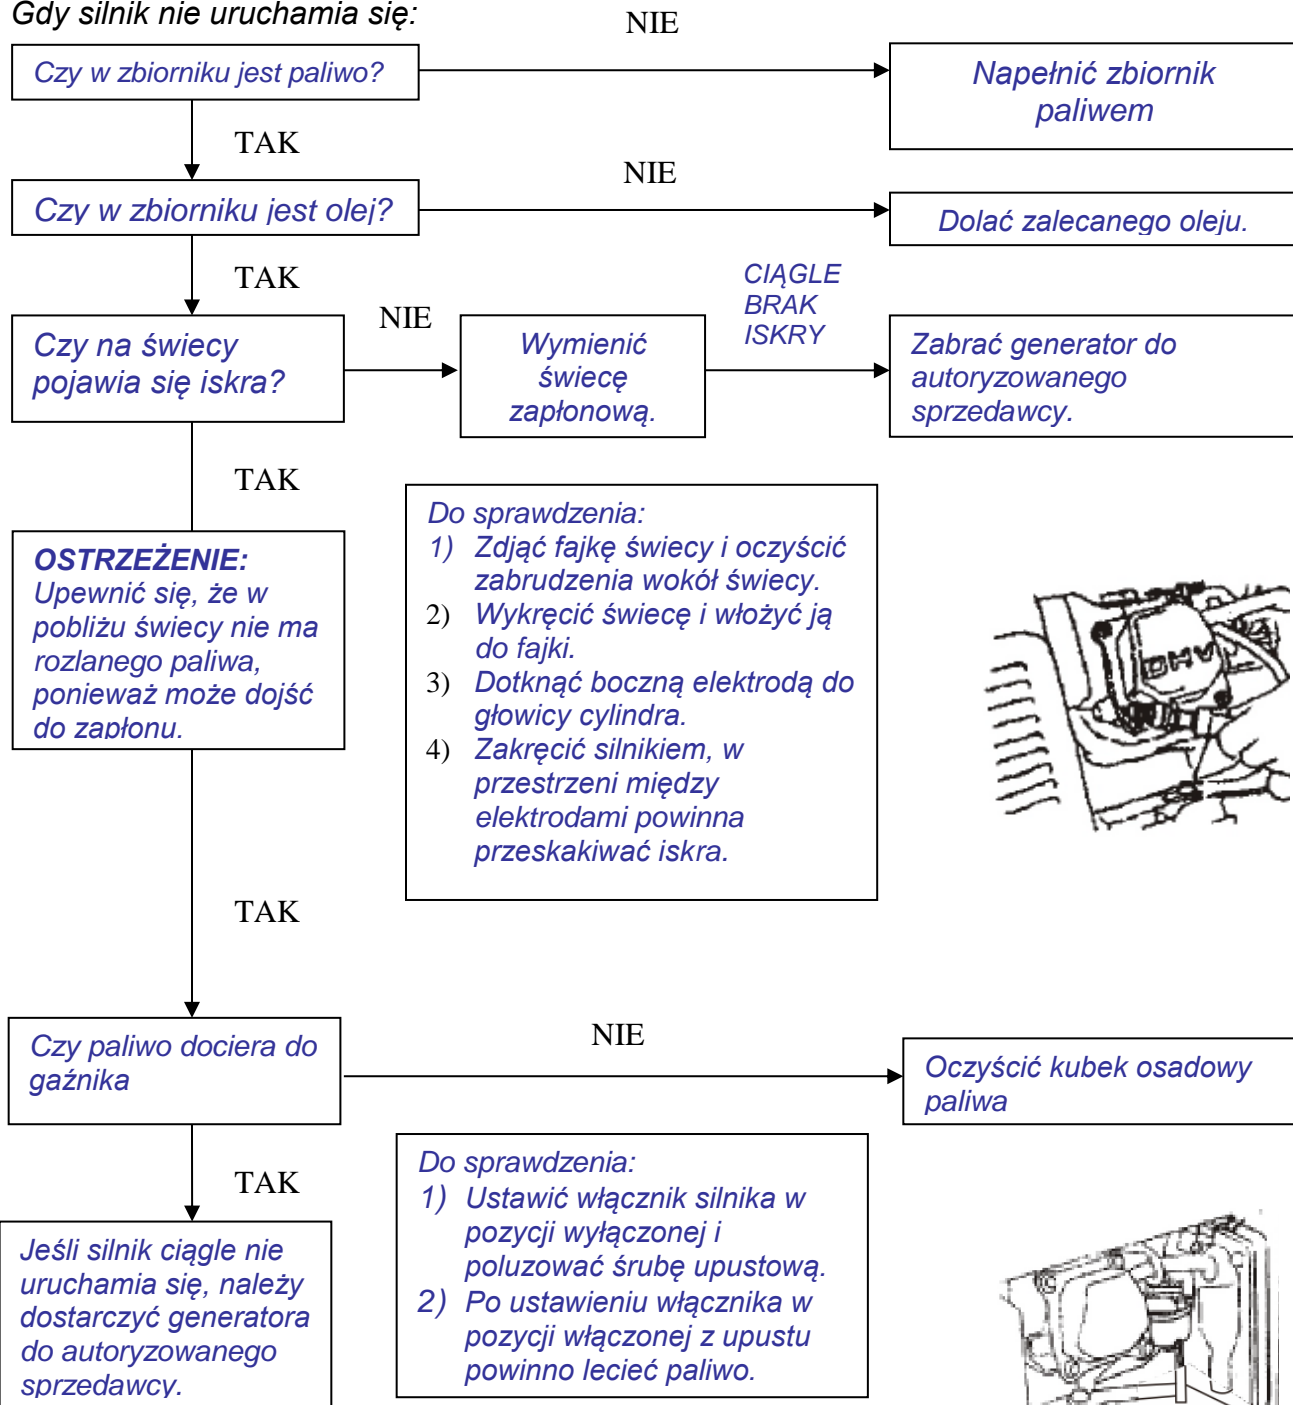 Gdy silnik nie uruchamia się:
NIE
Czy w zbiorniku jest paliwo?
Napełnić zbiornik
paliwem
TAK
NIE
Czy w zbiorniku jest olej?
Dolać zalecanego oleju.
TAK
CIĄGLE
BRAK
ISKRY
NIE
Czy na świecy
pojawia się iskra?
Wymienić
świecę
zapłonową.
Zabrać generator do
autoryzowanego
sprzedawcy.
TAK
OSTRZEŻENIE:
Upewnić się, że w
pobliżu świecy nie ma
rozlanego paliwa,
ponieważ może dojść
do zapłonu.
Do sprawdzenia:
1) Zdjąć fajkę świecy i oczyścić
zabrudzenia wokół świecy.
2) Wykręcić świecę i włożyć ją
do fajki.
3) Dotknąć boczną elektrodą do
głowicy cylindra.
4) Zakręcić silnikiem, w
przestrzeni między
elektrodami powinna
przeskakiwać iskra.
OHV
TAK
Czy paliwo dociera do
gaźnika
NIE
Oczyścić kubek osadowy
paliwa
TAK
Do sprawdzenia:
1) Ustawić włącznik silnika w
pozycji wyłączonej i
poluzować śrubę upustową.
2) Po ustawieniu włącznika w
pozycji włączonej z upustu
powinno lecieć paliwo.
Jeśli silnik ciągle nie
uruchamia się, należy
dostarczyć generatora
do autoryzowanego
sprzedawcy.